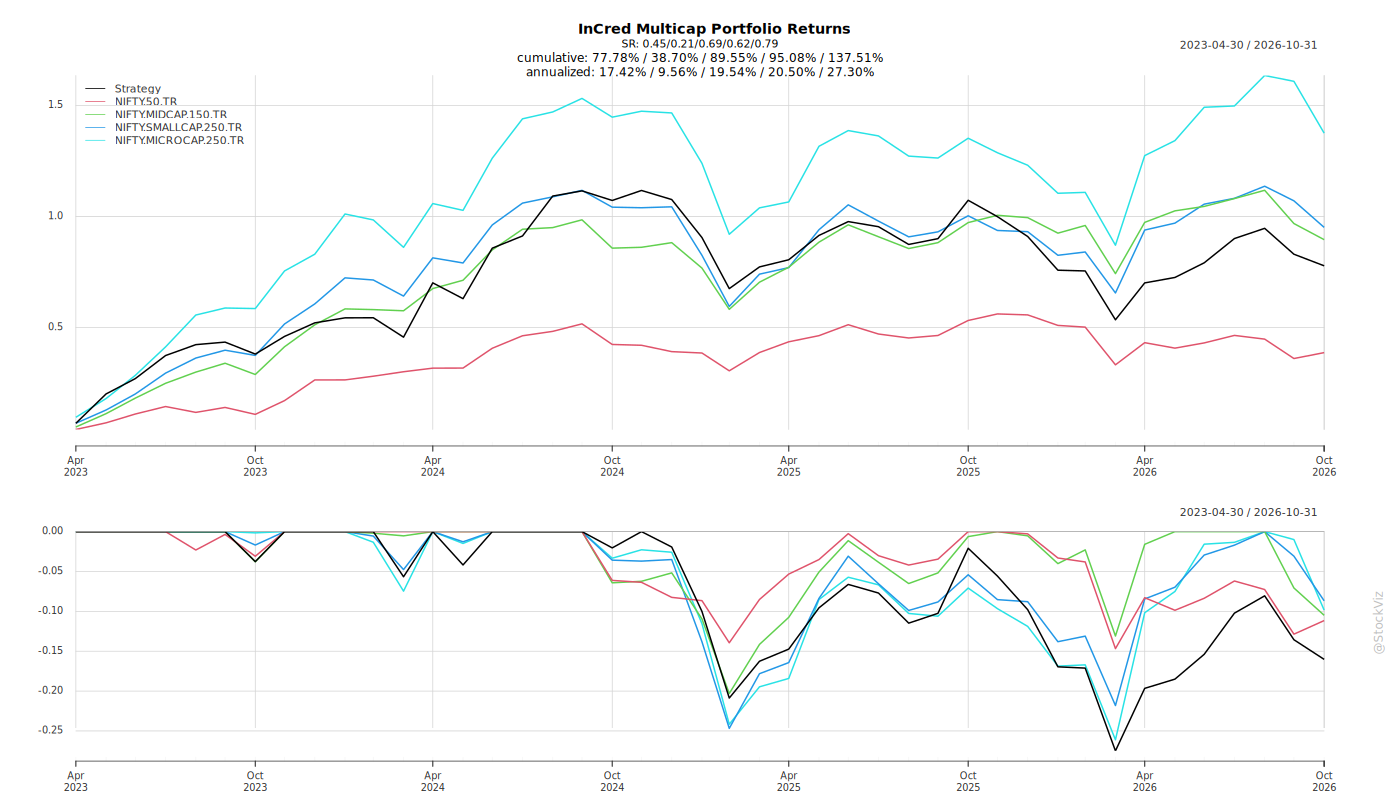 InCred Multicap Portfolio Returns
SR: 0.45/0.21/0.69/0.62/0.79
cumulative: 77.78% / 38.70% / 89.55% / 95.08% / 137.51%
annualized: 17.42% / 9.56% / 19.54% / 20.50% / 27.30%
2023-04-30 / 2026-10-31
Strategy
NIFTY.50.TR
NIFTY.MIDCAP.150.TR
NIFTY.SMALLCAP.250.TR
NIFTY.MICROCAP.250.TR
1.5
1.0
0.5
Apr Oct Apr Oct Apr Oct Apr Oct
2023 2023 2024 2024 2025 2025 2026 2026
2023-04-30 / 2026-10-31
0.00
-0.05
-0.10
-0.15
-0.20
-0.25
Apr Oct Apr Oct Apr Oct Apr Oct
2023 2023 2024 2024 2025 2025 2026 2026
@StockViz